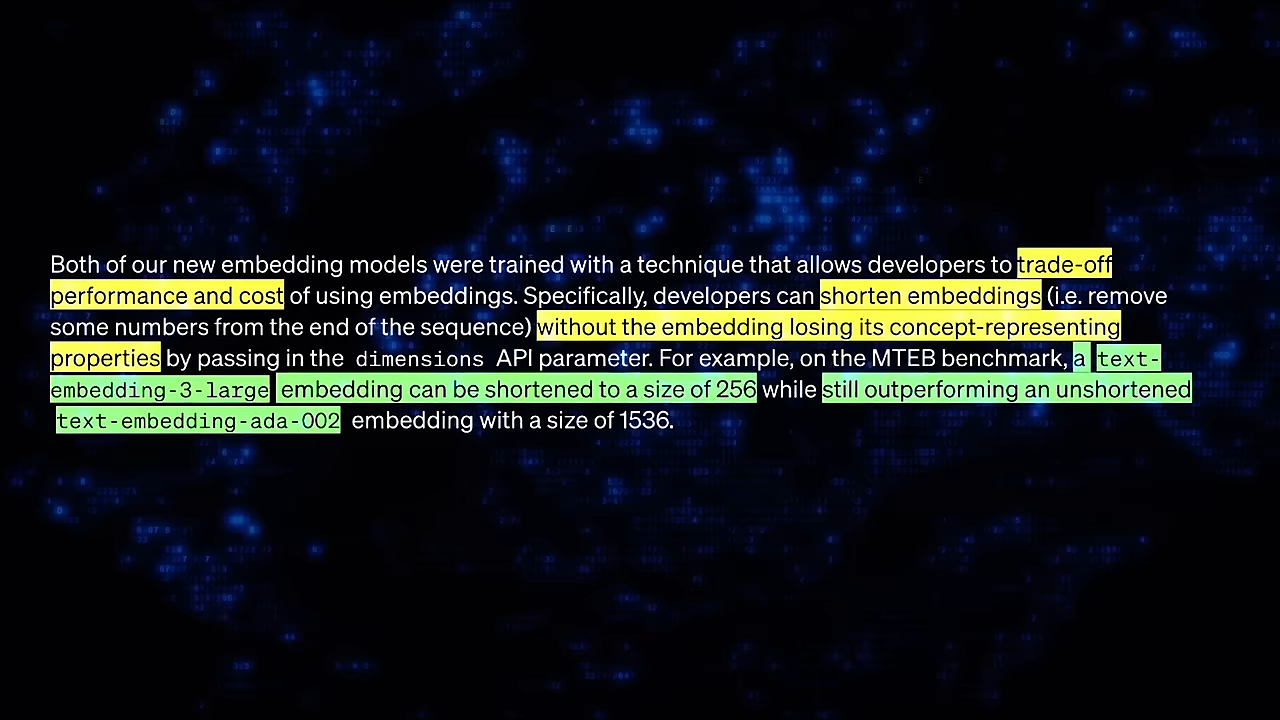 Both of our new embedding models were trained with a technique that allows developers to trade-off
performance and cost of using embeddings. Specifically, developers can shorten embeddings (i.e. remove
some numbers from the end of the sequence) without the embedding losing its concept-representing
properties by passing in the dimensions API parameter. For example, on the MTEB benchmark, a text-
embedding-3-large embedding can be shortened to a size of 256 while still outperforming an unshortened
text-embedding-ada-002 embedding with a size of 1536.